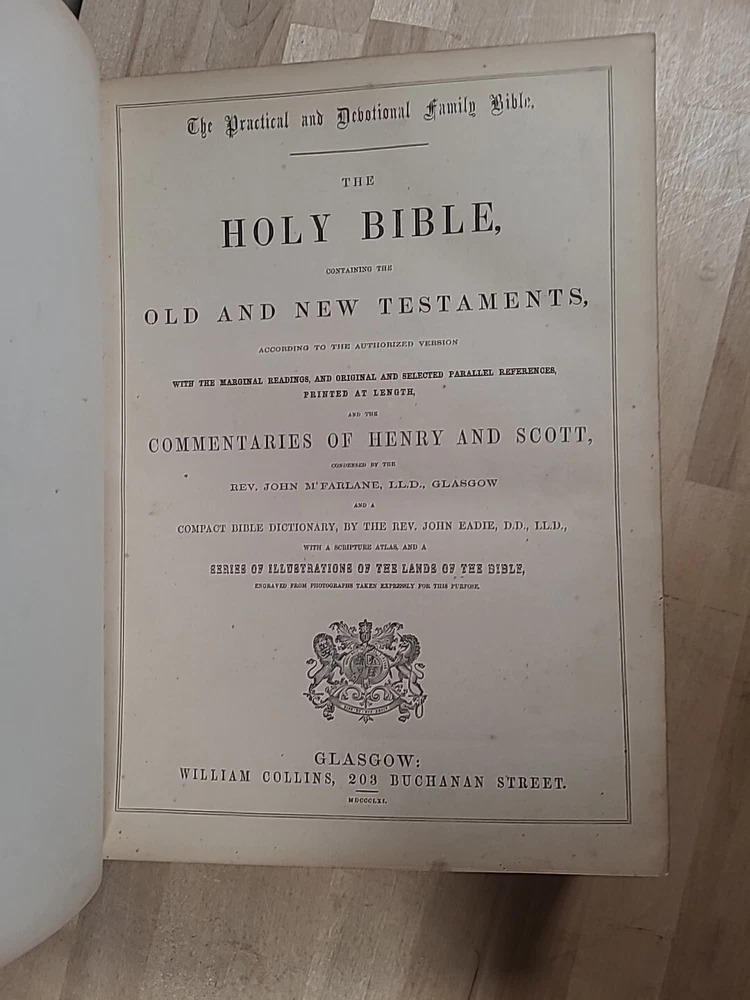 The Practical and Devotional Family Bible.
THE
HOLY BIBLE,
CONTAINING THE
OLD AND NEW TESTAMENTS,
ACCORDING TO THE AUTHORIZED VERSION
WITH THE MARGINAL READINGS, AND ORIGINAL AND SELECTED PARALLEL REFERENCES,
PRINTED AT LENGTH,
AND THE
COMMENTARIES OF HENRY AND SCOTT,
CONDENSED BY THE
REV. JOHN M'FARLANE, LL.D., GLASGOW
AND A
COMPACT BIBLE DICTIONARY, BY THE REV. JOHN EADIE, D.D., LL.D.,
WITH A SCRIPTURE ATLAS, AND A
SERIES OF ILLUSTRATIONS OF THE LANDS OF THE BIBLE,
ENGRAVED FROM PHOTOGRAPHS TAKEN EXPRESSLY FOR THIS PURPOSE.
GLASGOW:
WILLIAM COLLINS, 203 BUCHANAN STREET.
MDCCCLXI.